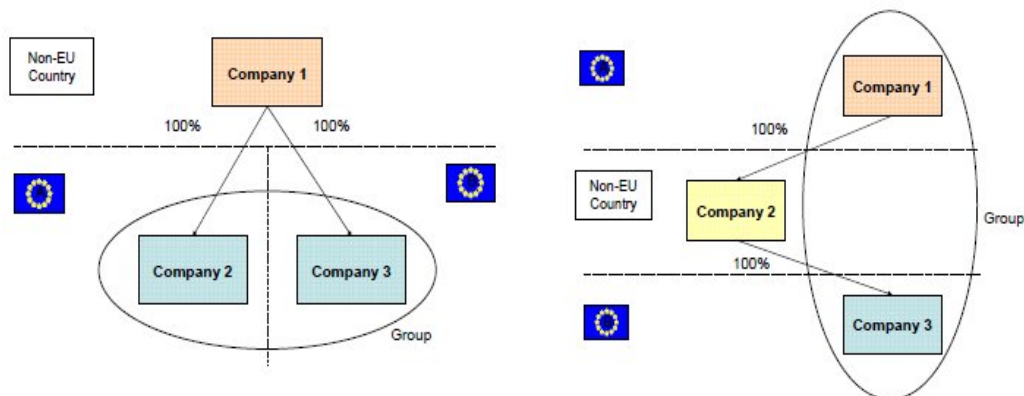 Non-EU
Country
Company 1
100%
100%
Company 2
Company 3
Group
Company 1
100%
Non-EU
Country
Company 2
Group
100%
Company 3